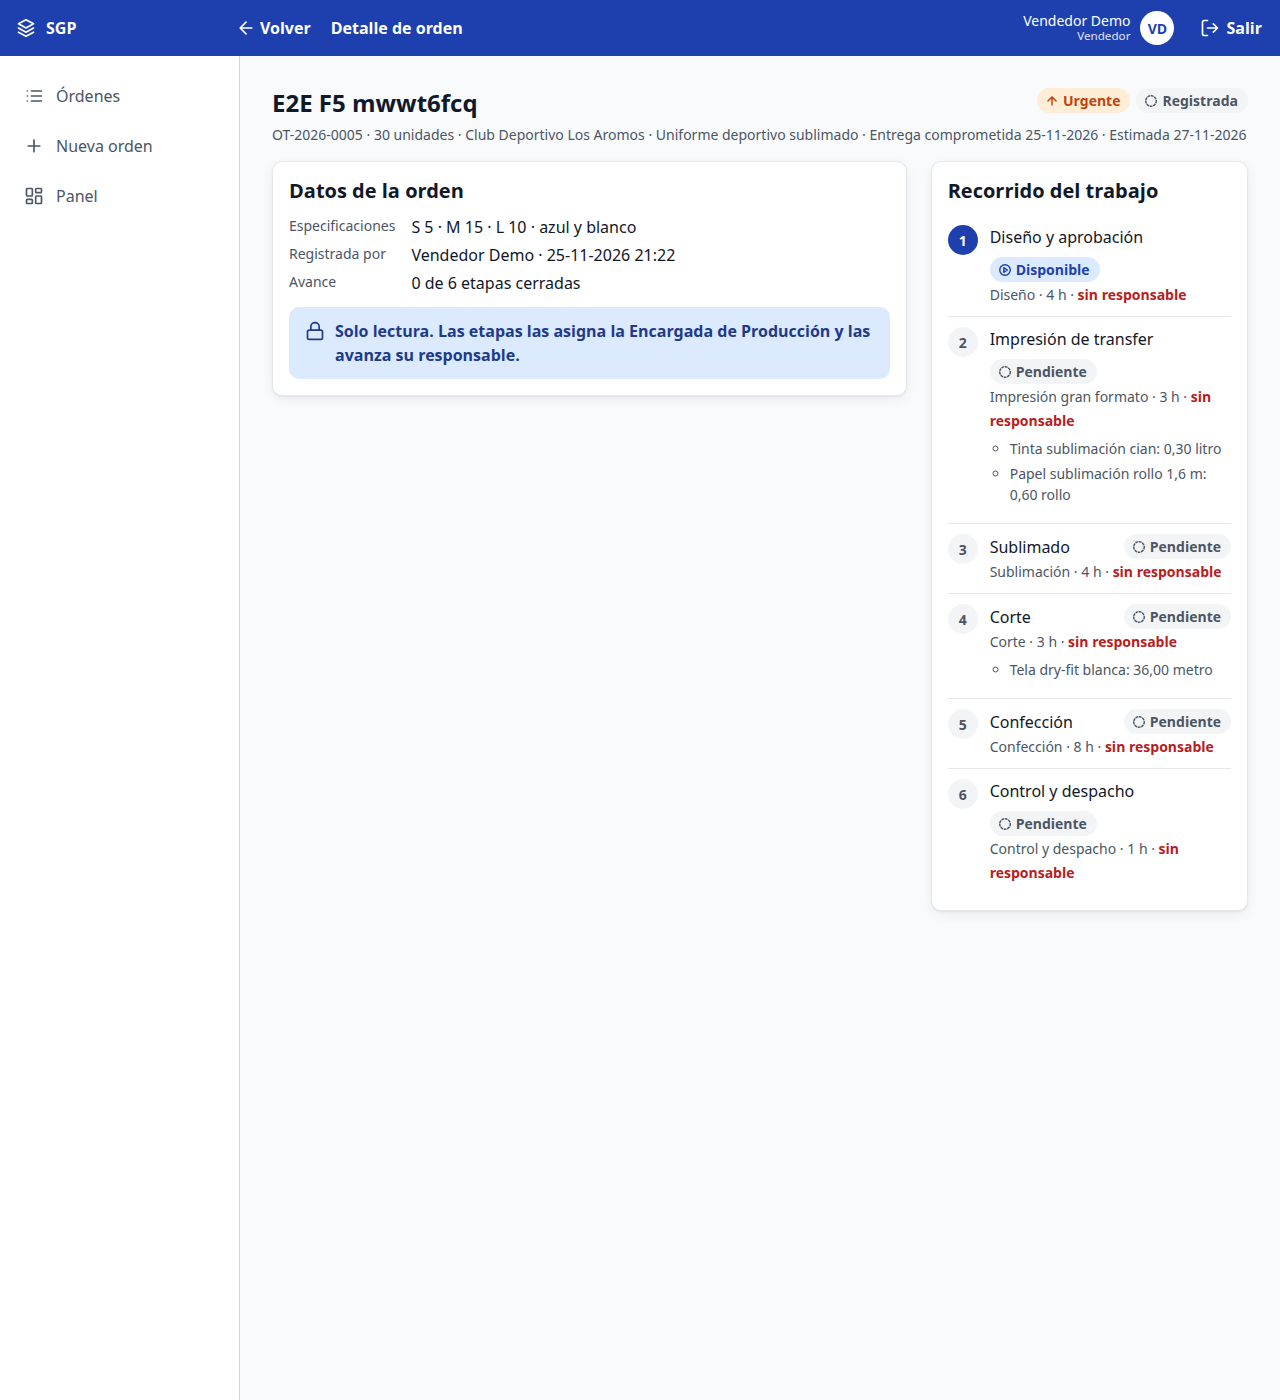 SGP
Volver
Detalle de orden
Vendedor Demo
Vendedor
VD
Salir
Órdenes
Nueva orden
Panel
E2E F5 mwwt6fcq
Urgente
Registrada
OT-2026-0005 · 30 unidades · Club Deportivo Los Aromos · Uniforme deportivo sublimado · Entrega comprometida 25-11-2026 · Estimada 27-11-2026
Datos de la orden
Especificaciones S 5 · M 15 · L 10 · azul y blanco
Registrada por Vendedor Demo · 25-11-2026 21:22
Avance 0 de 6 etapas cerradas
Solo lectura. Las etapas las asigna la Encargada de Producción y las
avanza su responsable.
Recorrido del trabajo
1 Diseño y aprobación
Disponible
Diseño · 4 h · sin responsable
2 Impresión de transfer
Pendiente
Impresión gran formato · 3 h · sin
responsable
Tinta sublimación cian: 0,30 litro
Papel sublimación rollo 1,6 m:
0,60 rollo
3 Sublimado Pendiente
Sublimación · 4 h · sin responsable
4 Corte Pendiente
Corte · 3 h · sin responsable
Tela dry-fit blanca: 36,00 metro
5 Confección Pendiente
Confección · 8 h · sin responsable
6 Control y despacho
Pendiente
Control y despacho · 1 h · sin
responsable